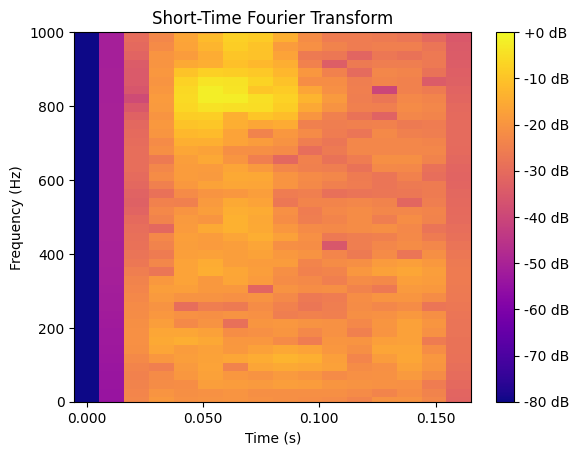 Short-Time Fourier Transform
Frequency (Hz)
1000
800
600
400
200
0
0.000
0.050
0.100
0.150
Time (s)
+0 dB
-10 dB
-20 dB
-30 dB
-40 dB
-50 dB
-60 dB
-70 dB
-80 dB